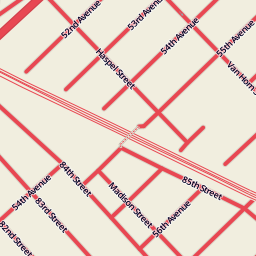 52nd Avenue
53rd Avenue
54th Avenue
55th Avenue
Haspel Street
Van Horn S
84th Street
85th Street
54th Avenue
83rd Street
Madison Street
56th Avenue
82nd Street